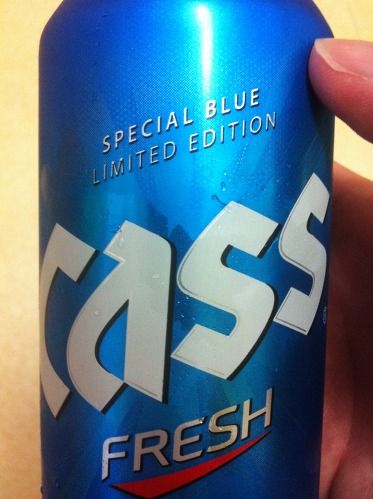 SPECIAL BLUE
LIMITED EDITION
CASS
FRESH